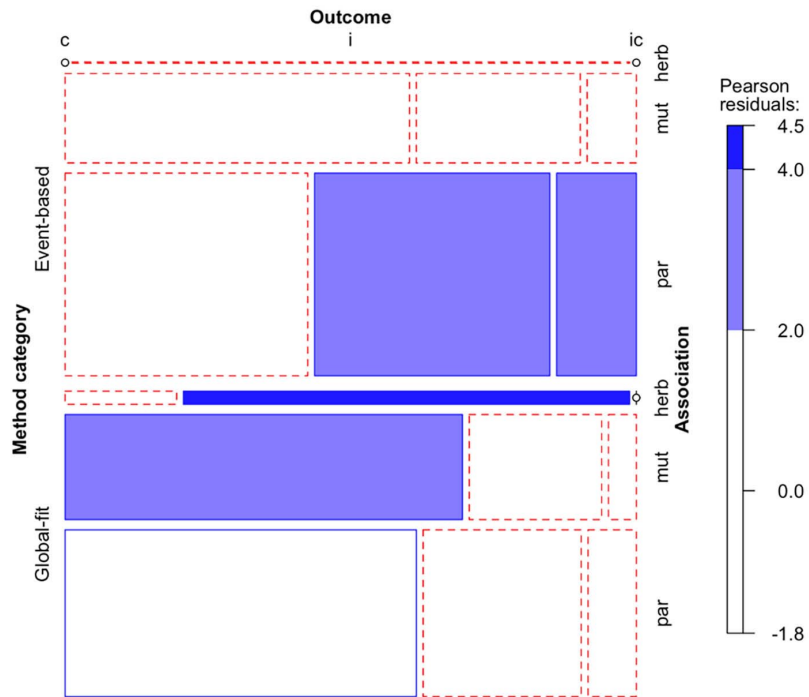 Outcome
c i ic
herb
mut
Event-based
par
Method category
herb
Association
mut
Global-fit
par
Pearson
residuals:
4.5
4.0
2.0
0.0
-1.8